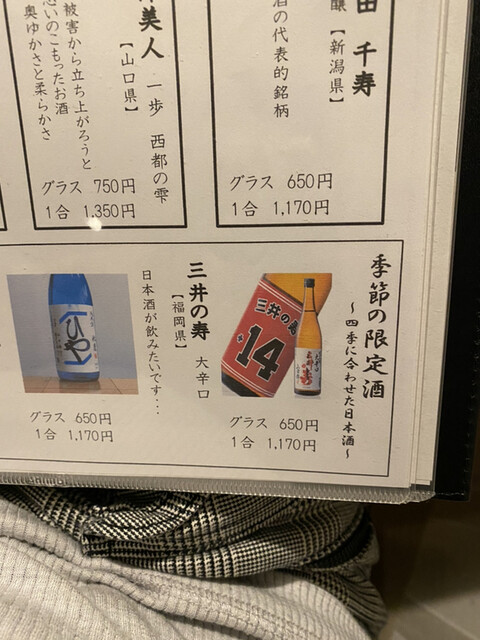 田 千寿
醸【新潟県】
酒の代表的銘柄
グラス 650円
1合 1,170円
美人 一歩 西都の雫
【山口県】
被害から立ち上がろうと
思いのこもったお酒
奥ゆかさと柔らかさ
グラス 750円
1合 1,350円
季節の限定酒
～四季に合わせた日本酒～
三井の寿
+14
グラス 650円
1合 1,170円
三井の寿 大辛口
【福岡県】
日本酒が飲みたいです・・・
グラス 650円
1合 1,170円